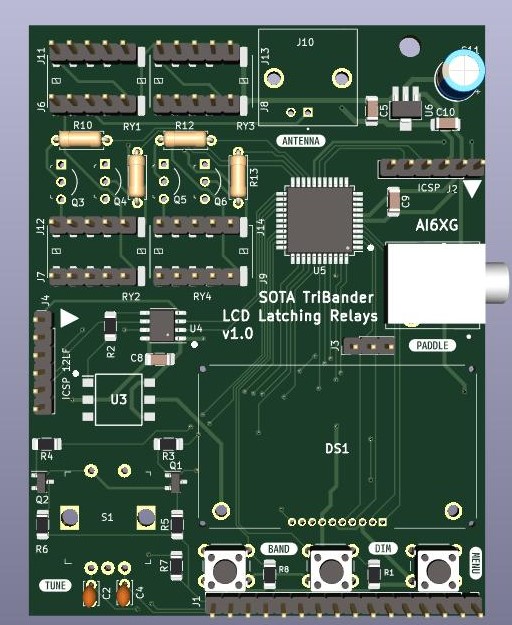 J11
J13
J10
C11
J6
RY1
RY3
J8
C5
U6
C10
R10
R12
ANTENNA
R13
ICSP J2
Q3
Q4
Q5
Q6
C9
J12
J14
AI6XG
U5
J7
RY2
RY4
J9
SOTA TriBander
LCD Latching Relays
v1.0
J4
R2
U4
J3
PADDLE
C8
ICSP 12LF
U3
DS1
R4
R3
Q2
Q1
S1
R6
R5
R7
BAND
DIM
MENU
R8
R1
TUNE
C2
C4
J1